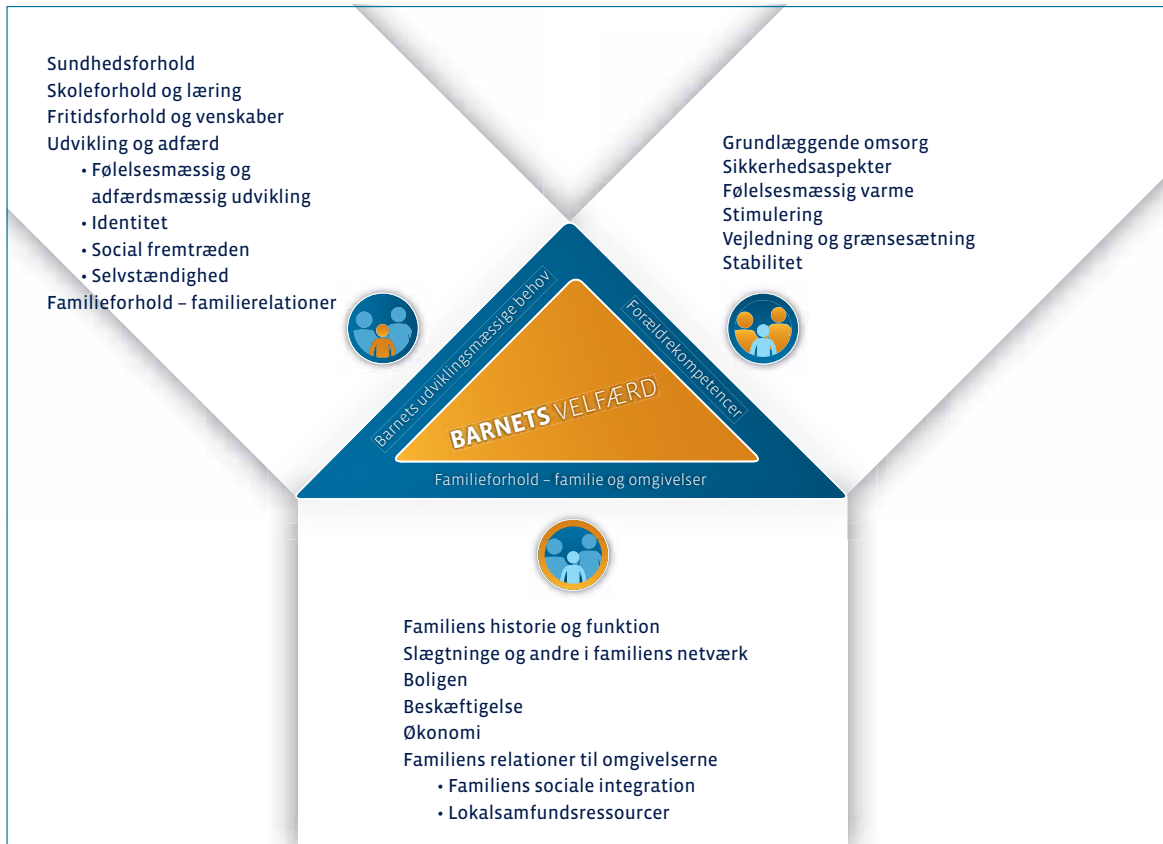 Sundhedsforhold
Skoleforhold og læring
Fritidsforhold og venskaber
Udvikling og adfærd
• Følelsesmæssig og
adfærdsmæssig udvikling
• Identitet
• Social fremtræden
• Selvstændighed
Familieforhold – familierelationer
Grundlæggende omsorg
Sikkerhedsaspekter
Følelsesmæssig varme
Stimulering
Vejledning og grænsesætning
Stabilitet
Barnets udviklingsmæssige behov
Forældrekompetencer
BARNETS VELFÆRD
Familieforhold – familie og omgivelser
Familiens historie og funktion
Slægtninge og andre i familiens netværk
Boligen
Beskæftigelse
Økonomi
Familiens relationer til omgivelserne
• Familiens sociale integration
• Lokalsamfundsressourcer